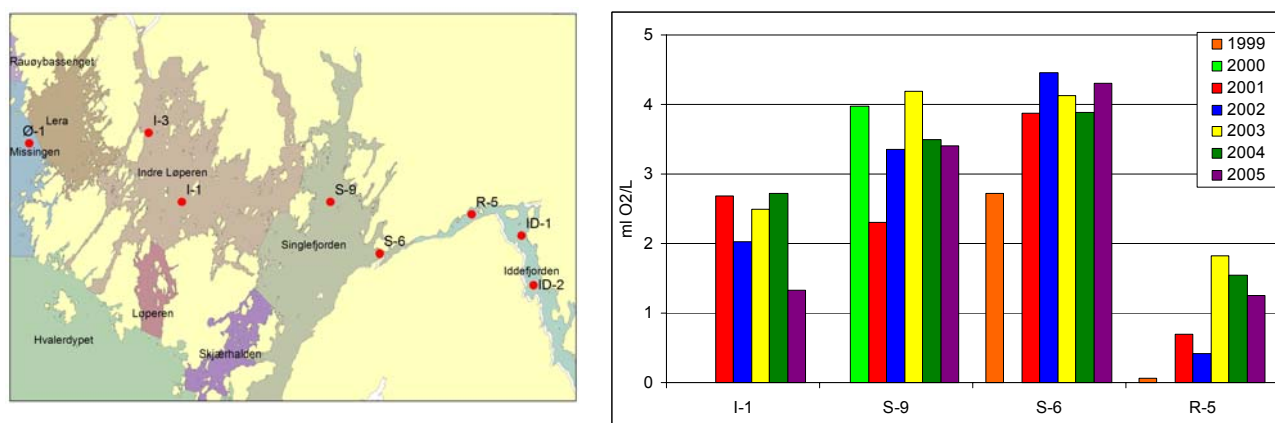 Rauøybassenget
Lera
I-3
Ø-1
Missingen
Indre Løperen
I-1
S-9
R-5
ID-1
S-6
Singlefjorden
Iddefjorden
ID-2
Løperen
Hvalerdypet
Skjærhalden
ml O2/L
5
4
3
2
1
0
I-1 S-9 S-6 R-5
1999
2000
2001
2002
2003
2004
2005